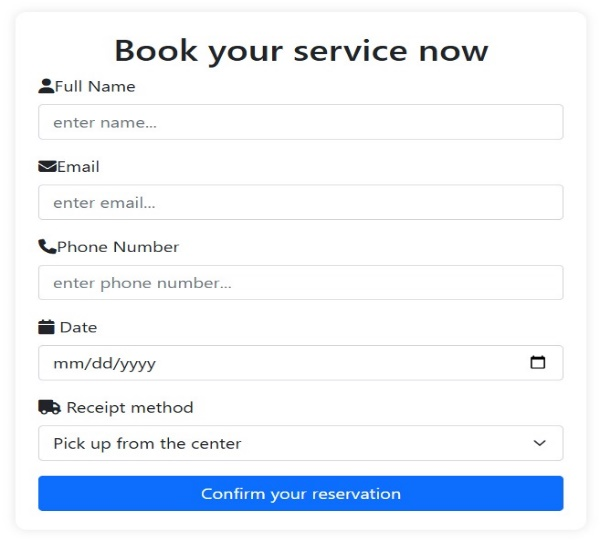 Book your service now
Full Name
enter name...
Email
enter email...
Phone Number
enter phone number...
Date
mm/dd/yyyy
Receipt method
Pick up from the center
Confirm your reservation